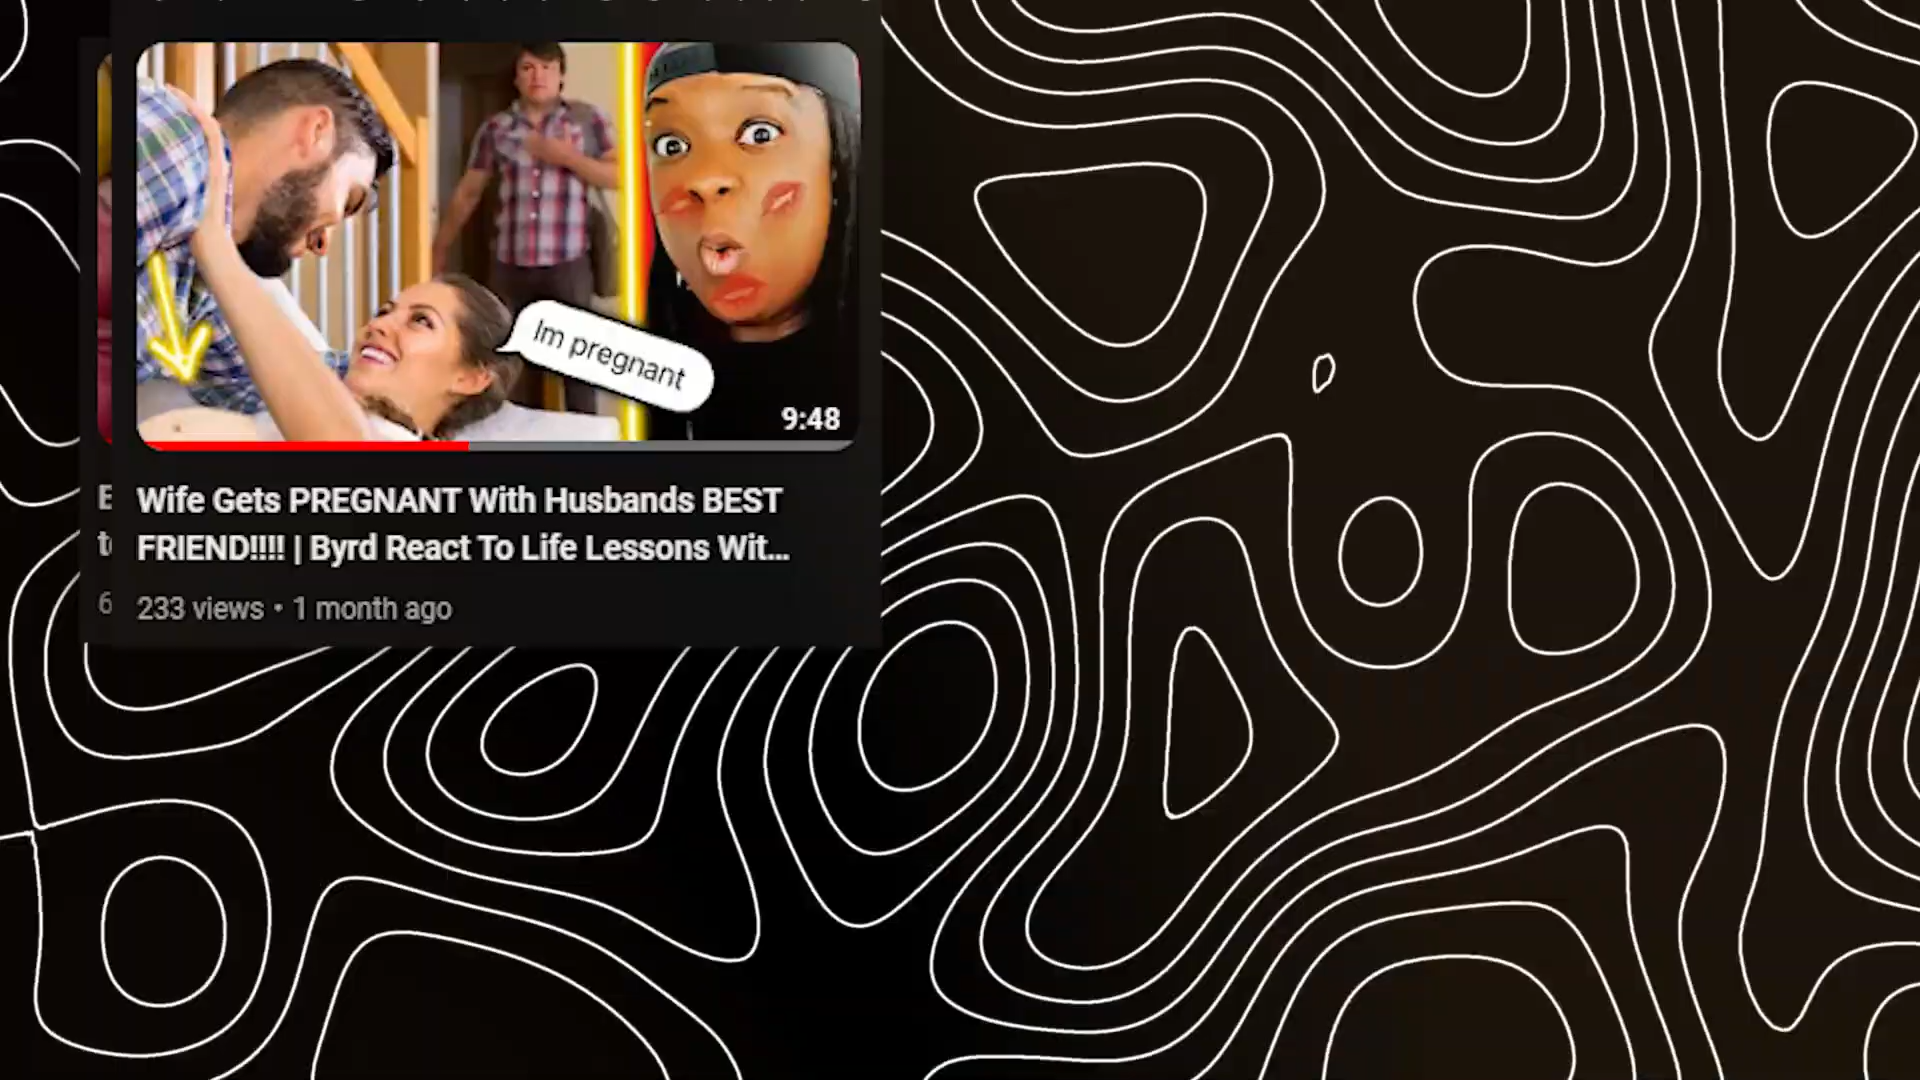 Im pregnant
9:48
Wife Gets PREGNANT With Husbands BEST
FRIEND!!!! | Byrd React To Life Lessons Wit...
233 views • 1 month ago